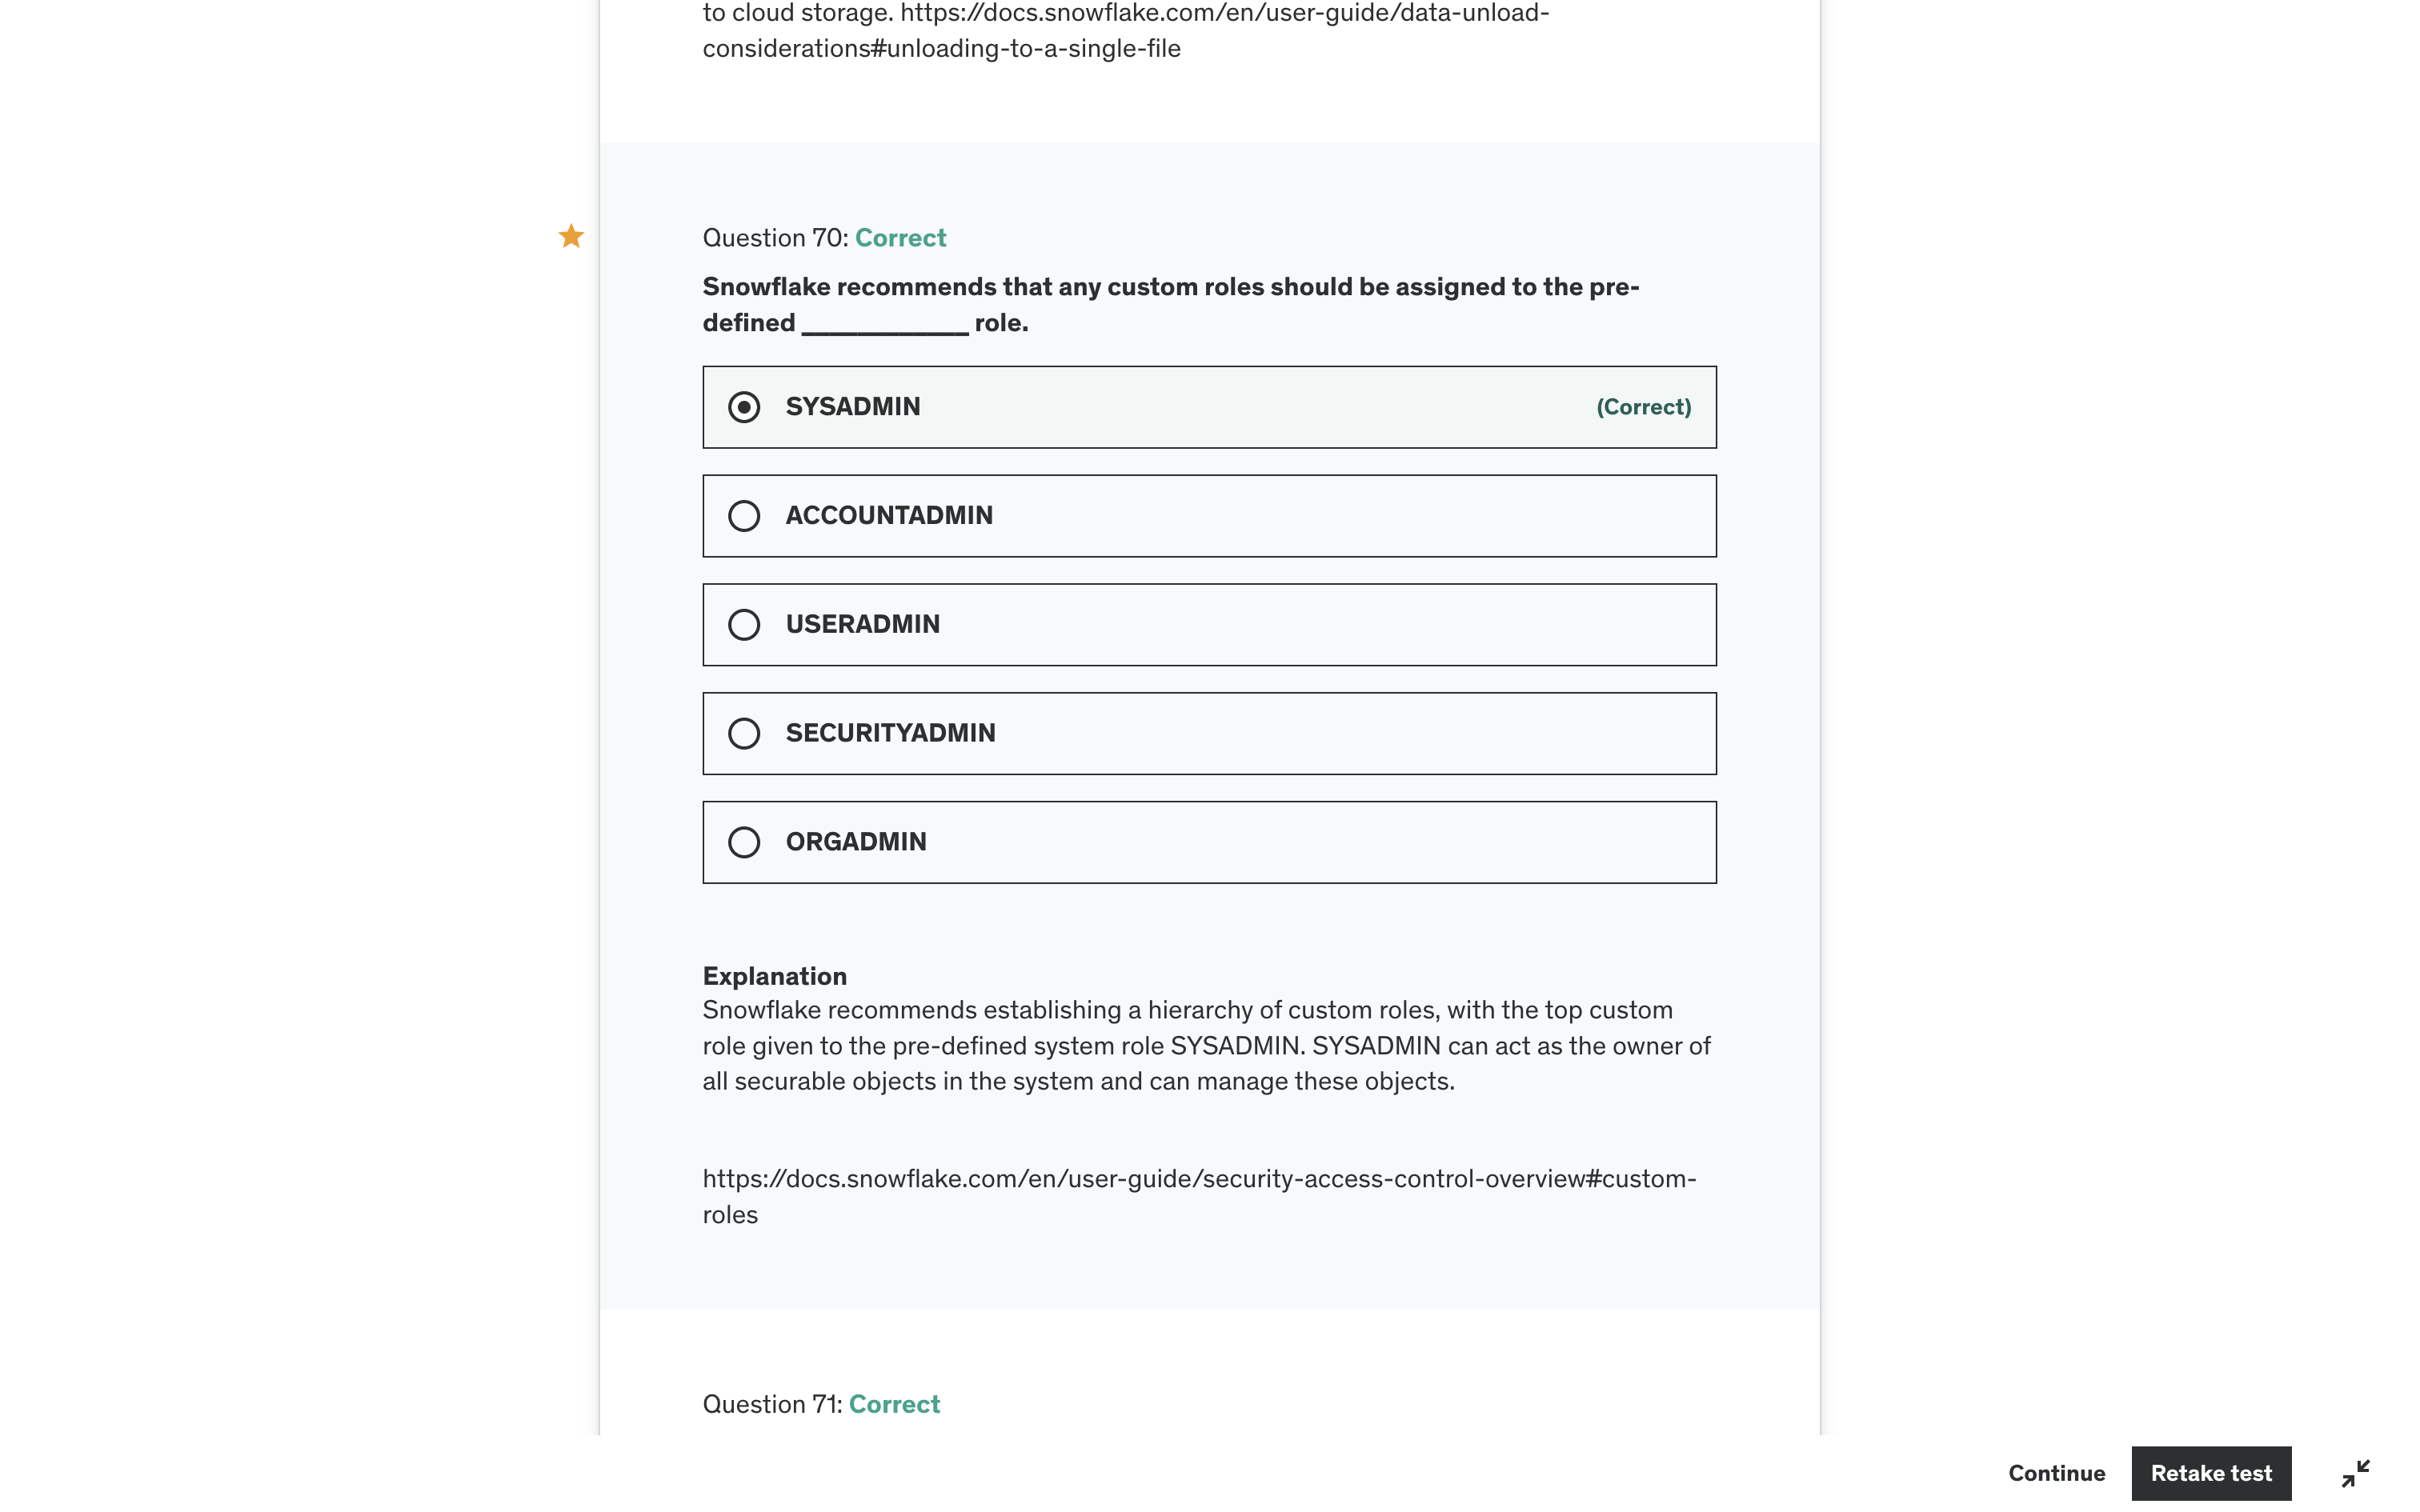 to cloud storage. https://docs.snowflake.com/en/user-guide/data-unload-
considerations#unloading-to-a-single-file
Question 70: Correct
Snowflake recommends that any custom roles should be assigned to the pre-
defined ____________ role.
SYSADMIN (Correct)
ACCOUNTADMIN
USERADMIN
SECURITYADMIN
ORGADMIN
Explanation
Snowflake recommends establishing a hierarchy of custom roles, with the top custom
role given to the pre-defined system role SYSADMIN. SYSADMIN can act as the owner of
all securable objects in the system and can manage these objects.
https://docs.snowflake.com/en/user-guide/security-access-control-overview#custom-
roles
Question 71: Correct
Continue Retake test